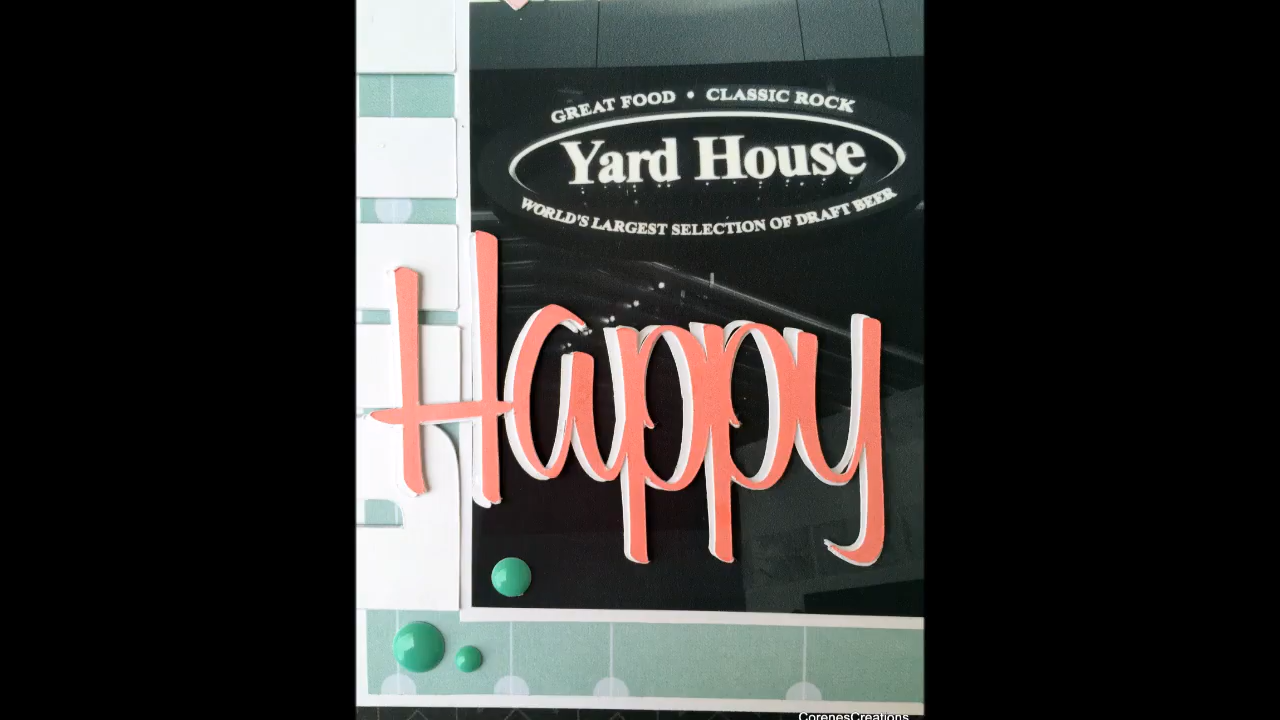 GREAT FOOD • CLASSIC ROCK
Yard House
WORLD'S LARGEST SELECTION OF DRAFT BEER
Happy
CorenesCreations